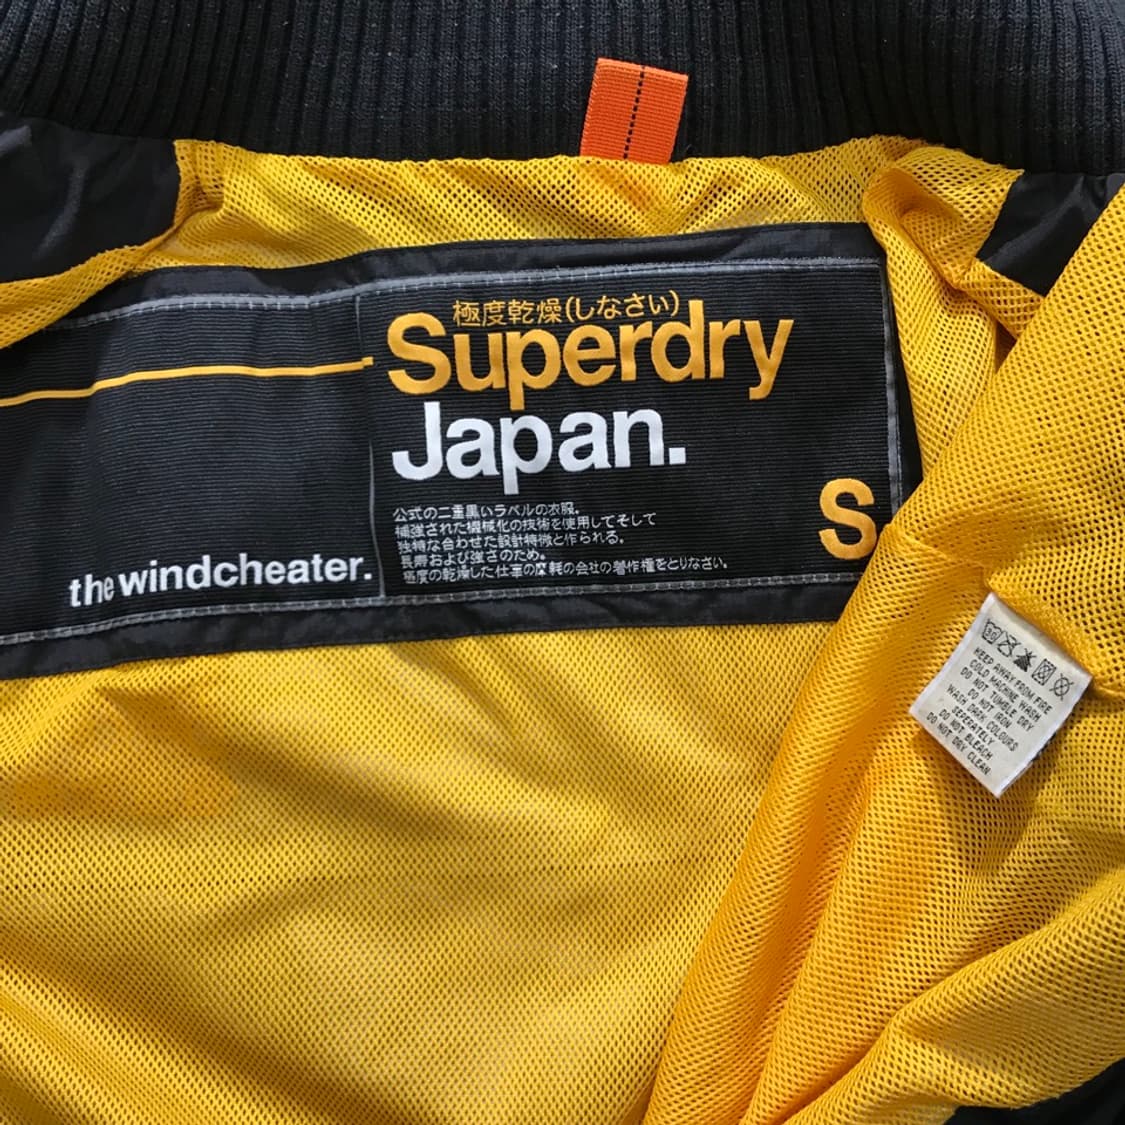 極度乾燥(しなさい)
Superdry
Japan.
S
the windcheater.
公式の二重黒いラベルの衣服。
補強された機械化の技術を使用してそして
独特な合わせた設計特徴と作られる。
長寿および強さのため。
極度の乾燥した仕事の摩耗の会社の著作権をとりなさい。
30
KEEP AWAY FROM FIRE
COLD MACHINE WASH
DO NOT TUMBLE DRY
DO NOT IRON
WASH DARK COLOURS
SEPERATELY
DO NOT BLEACH
DO NOT DRY CLEAN